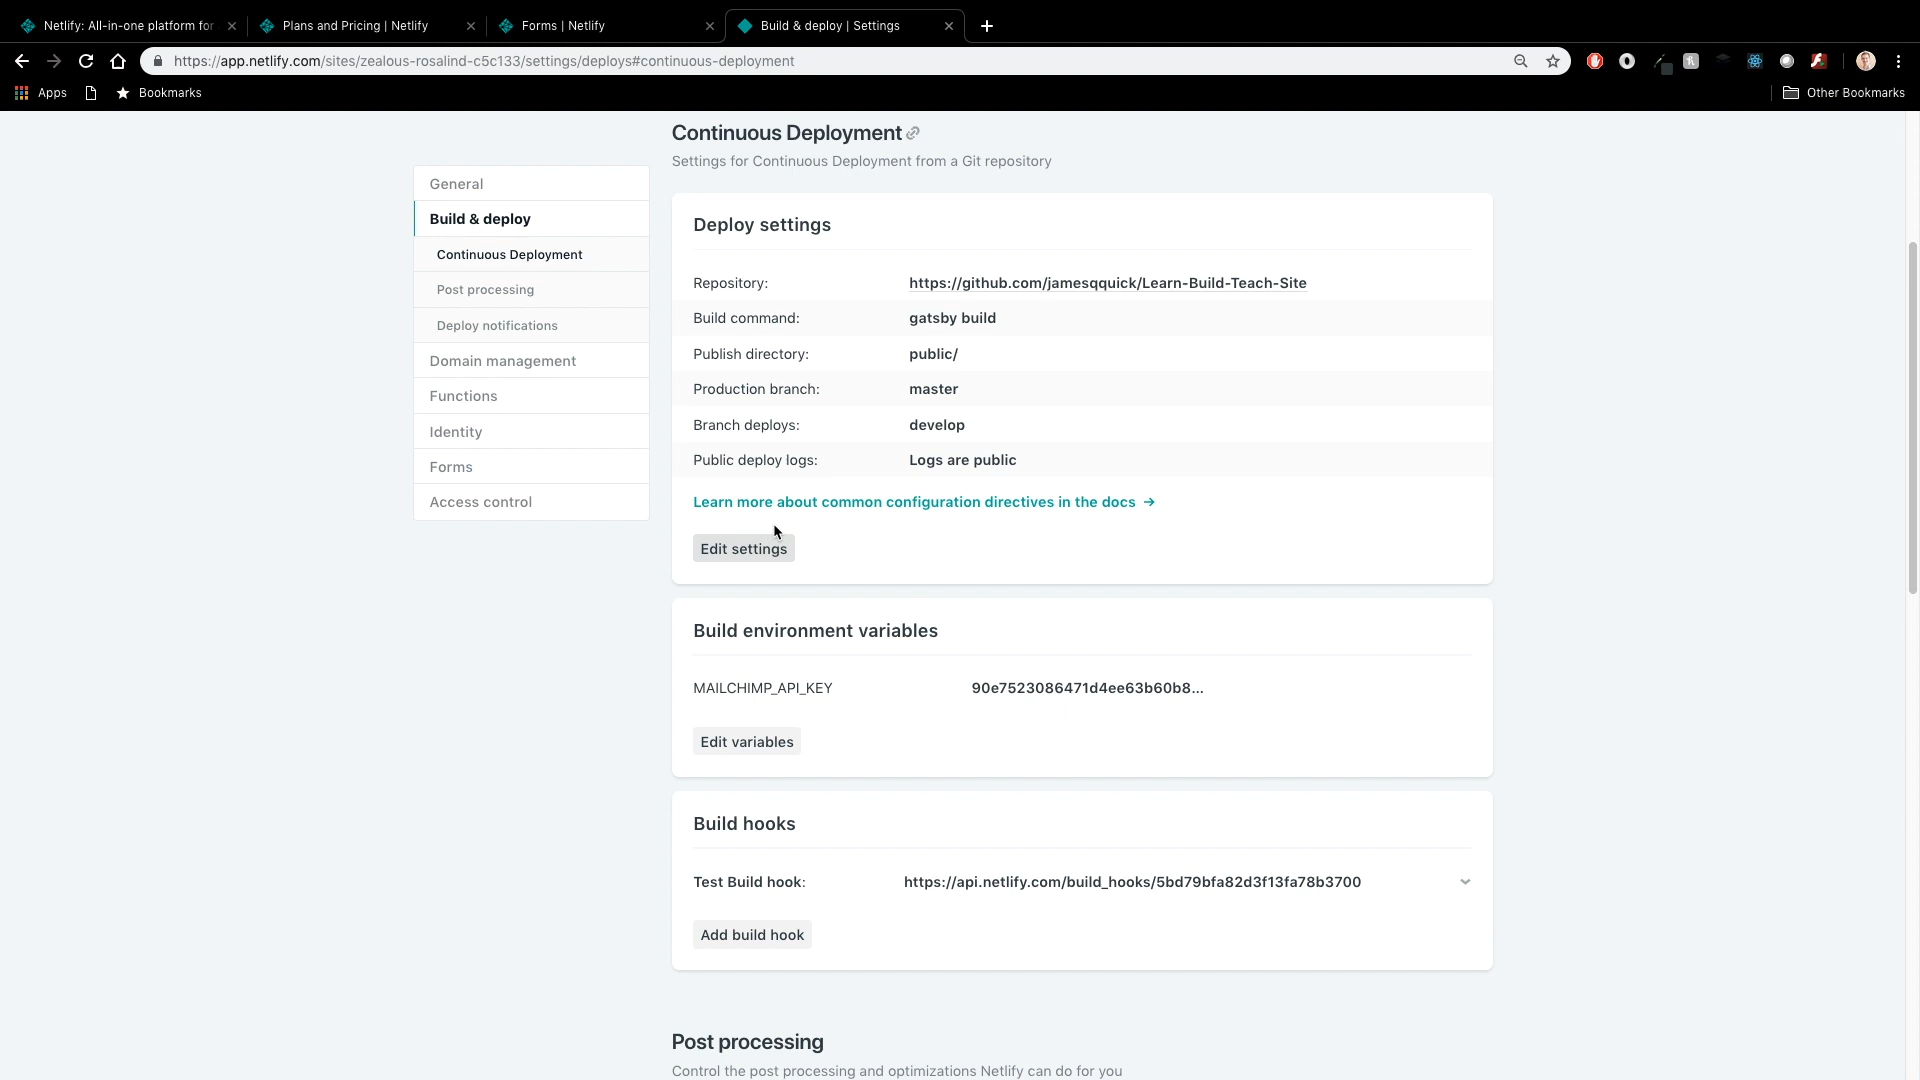 Netlify: All-in-one platform for
Plans and Pricing | Netlify
Forms | Netlify
Build & deploy | Settings
https://app.netlify.com/sites/zealous-rosalind-c5c133/settings/deploys#continuous-deployment
Apps
Bookmarks
Other Bookmarks
General
Build & deploy
Continuous Deployment
Post processing
Deploy notifications
Domain management
Functions
Identity
Forms
Access control
Continuous Deployment
Settings for Continuous Deployment from a Git repository
Deploy settings
Repository: https://github.com/jamesqquick/Learn-Build-Teach-Site
Build command: gatsby build
Publish directory: public/
Production branch: master
Branch deploys: develop
Public deploy logs: Logs are public
Learn more about common configuration directives in the docs →
Edit settings
Build environment variables
MAILCHIMP_API_KEY 90e7523086471d4ee63b60b8...
Edit variables
Build hooks
Test Build hook: https://api.netlify.com/build_hooks/5bd79bfa82d3f13fa78b3700
Add build hook
Post processing
Control the post processing and optimizations Netlify can do for you